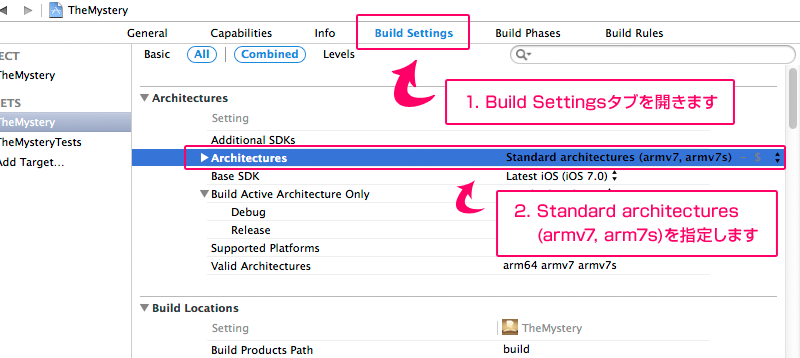 TheMystery
General Capabilities Info Build Settings Build Phases Build Rules
Basic All Combined Levels
1. Build Settingsタブを開きます
ECT
TheMystery
ETS
TheMystery
TheMysteryTests
Add Target...
Architectures
Setting
Additional SDKs
Architectures Standard architectures (armv7, armv7s)
Base SDK Latest iOS (iOS 7.0)
Build Active Architecture Only
Debug
Release
Supported Platforms
Valid Architectures arm64 armv7 armv7s
2. Standard architectures
(armv7, arm7s)を指定します
Build Locations
Setting TheMystery
Build Products Path build